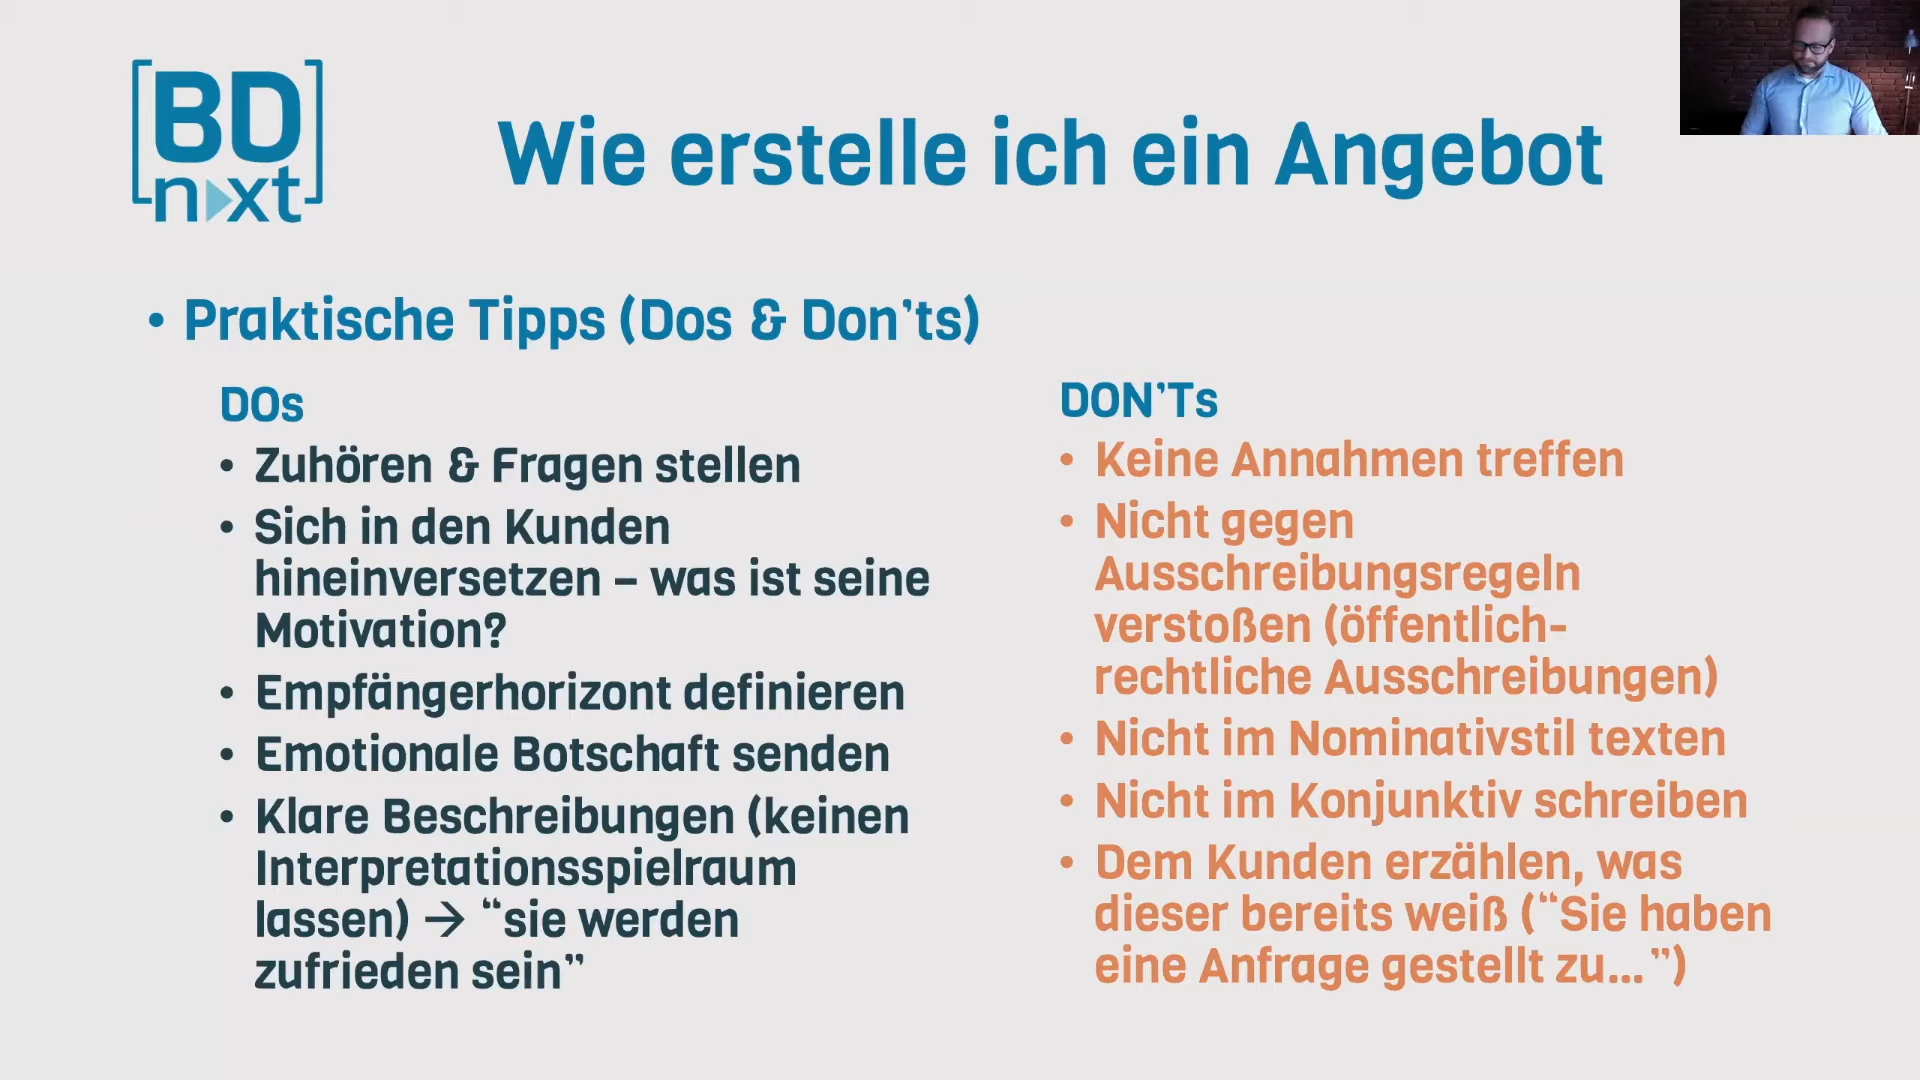 BD
n xt
Wie erstelle ich ein Angebot
• Praktische Tipps (Dos & Don’ts)
DOs
• Zuhören & Fragen stellen
• Sich in den Kunden
hineinversetzen – was ist seine
Motivation?
• Empfängerhorizont definieren
• Emotionale Botschaft senden
• Klare Beschreibungen (keinen
Interpretationsspielraum
lassen) → “sie werden
zufrieden sein”
DON’Ts
• Keine Annahmen treffen
• Nicht gegen
Ausschreibungsregeln
verstoßen (öffentlich-
rechtliche Ausschreibungen)
• Nicht im Nominativstil texten
• Nicht im Konjunktiv schreiben
• Dem Kunden erzählen, was
dieser bereits weiß (“Sie haben
eine Anfrage gestellt zu…”)